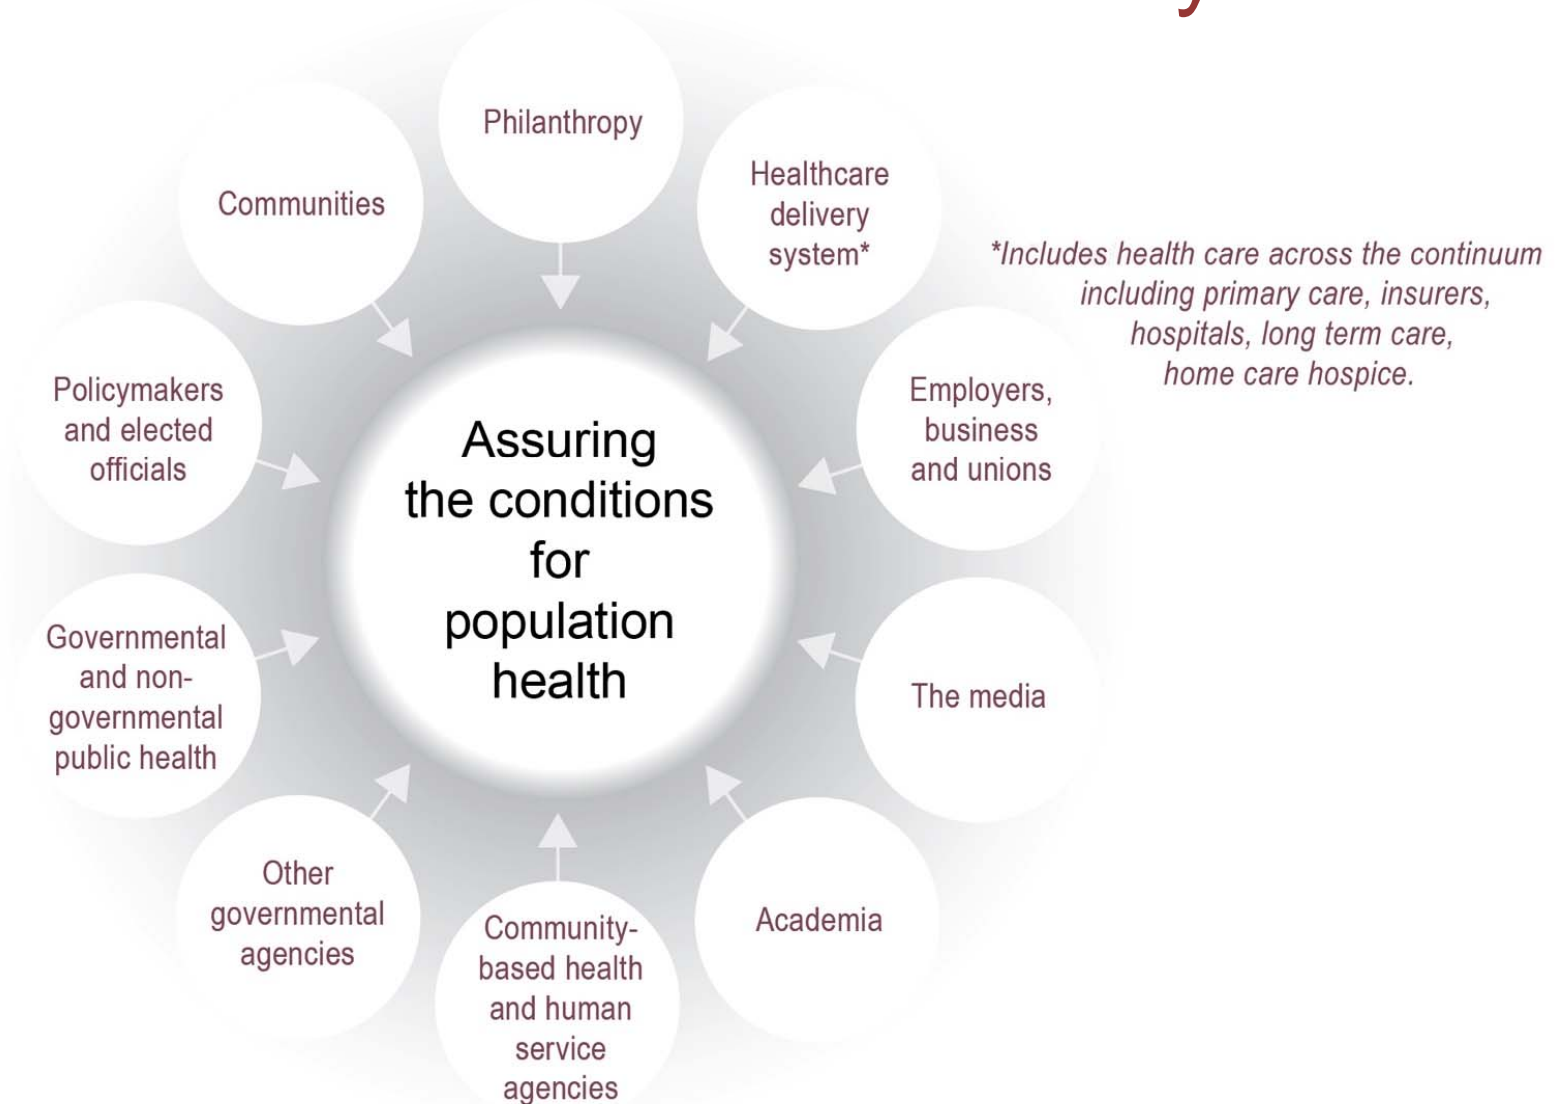 Philanthropy
Healthcare
delivery
system*
*Includes health care across the continuum
including primary care, insurers,
hospitals, long term care,
home care hospice.
Employers,
business
and unions
The media
Academia
Community-
based health
and human
service
agencies
Other
governmental
agencies
Governmental
and non-
governmental
public health
Policymakers
and elected
officials
Communities
Assuring
the conditions
for
population
health